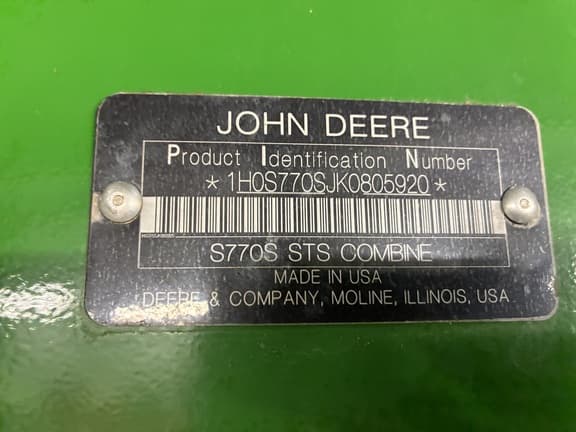 JOHN DEERE
Product Identification Number
*1H0S770SJK0805920*
S770S STS COMBINE
MADE IN USA
DEERE & COMPANY, MOLINE, ILLINOIS, USA